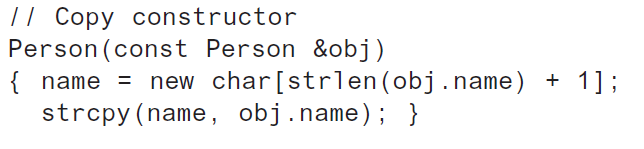 // Copy constructor
Person(const Person &obj)
{ name = new char[strlen(obj.name) + 1];
  strcpy(name, obj.name); }